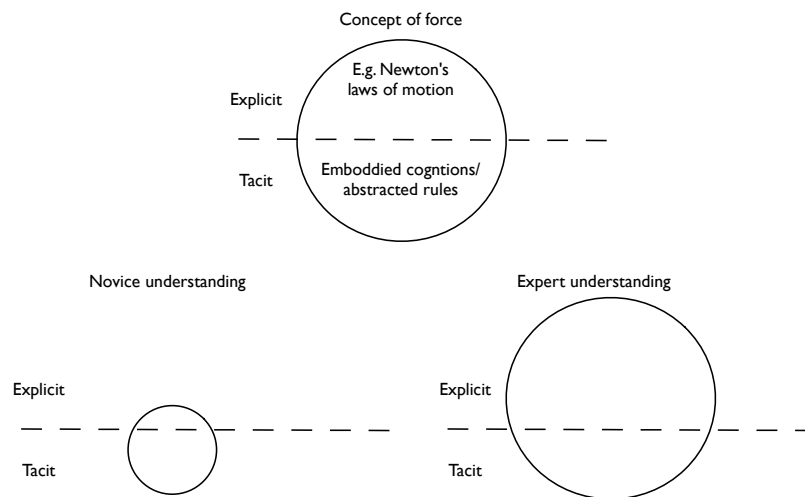 Concept of force
E.g. Newton's
laws of motion
Explicit
Tacit
Emboddied cogntions/
abstracted rules
Novice understanding
Expert understanding
Explicit
Explicit
Tacit
Tacit